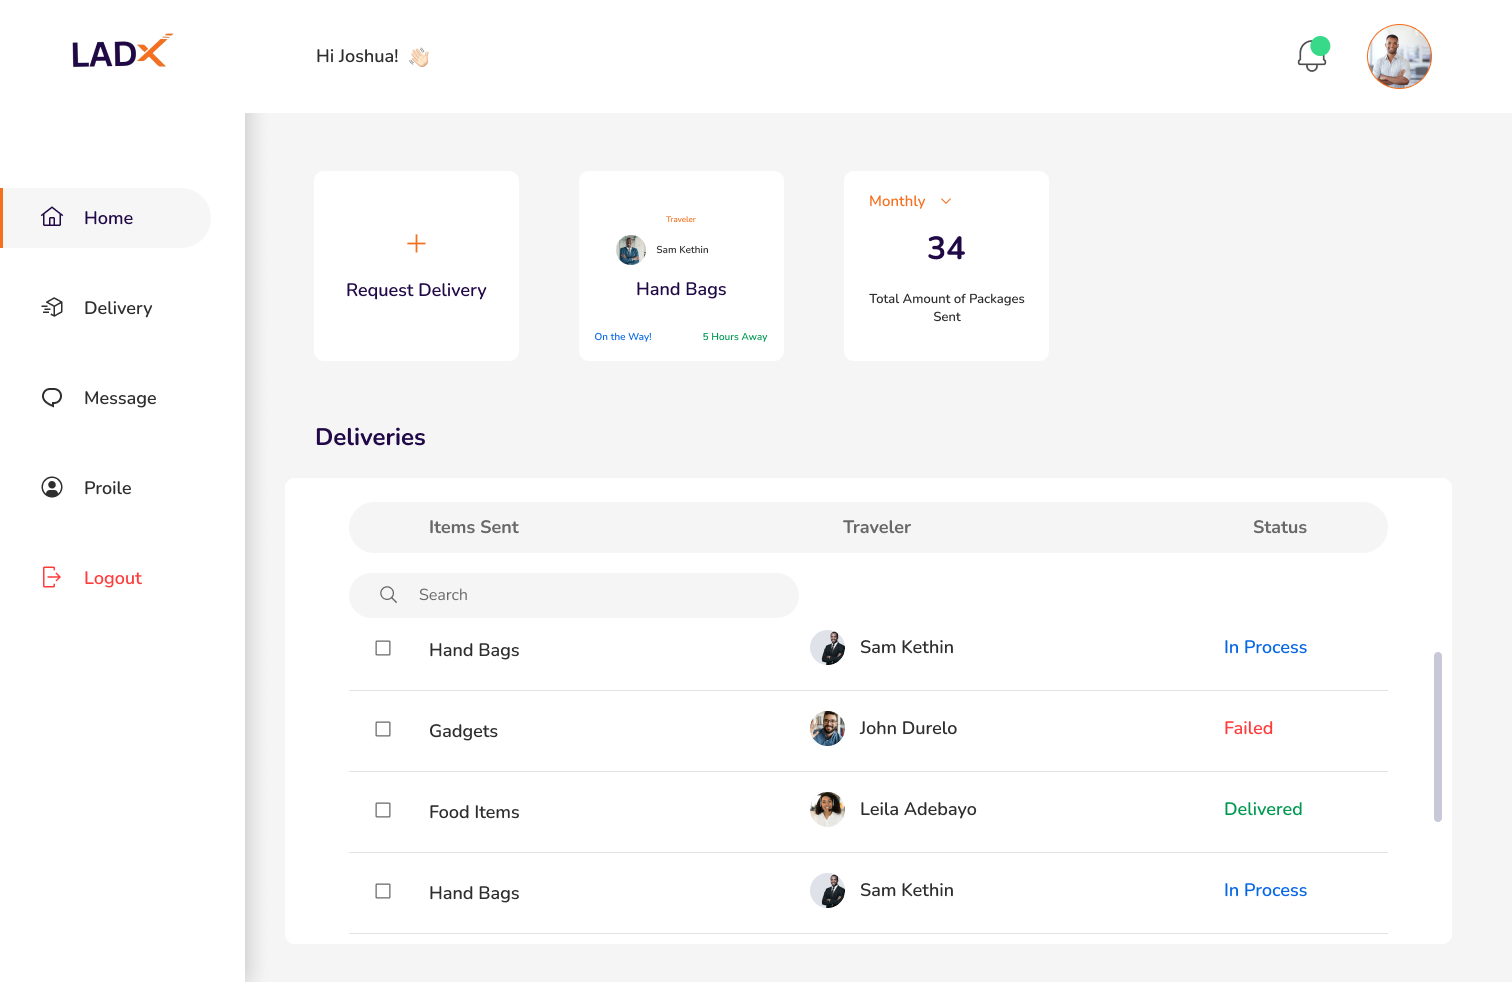 LADX
Hi Joshua! 👋🏻
Home
Delivery
Message
Proile
Logout
Request Delivery
Traveler
Sam Kethin
Hand Bags
On the Way!
5 Hours Away
Monthly
34
Total Amount of Packages
Sent
Deliveries
Items Sent Traveler Status
Search
Hand Bags Sam Kethin In Process
Gadgets John Durelo Failed
Food Items Leila Adebayo Delivered
Hand Bags Sam Kethin In Process